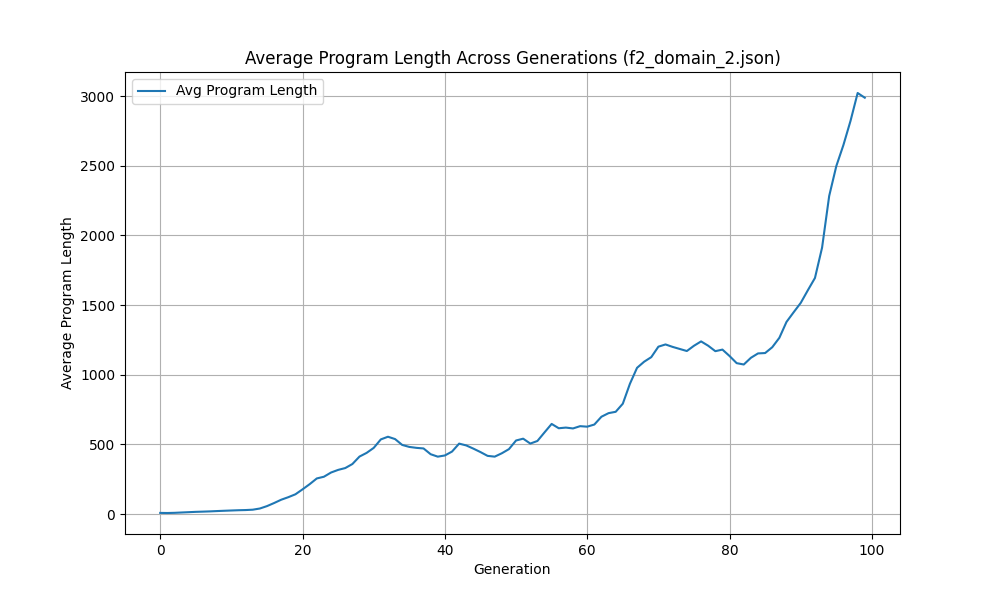 Average Program Length Across Generations (f2_domain_2.json)
Avg Program Length
3000
2500
2000
1500
1000
500
0
Average Program Length
0 20 40 60 80 100
Generation